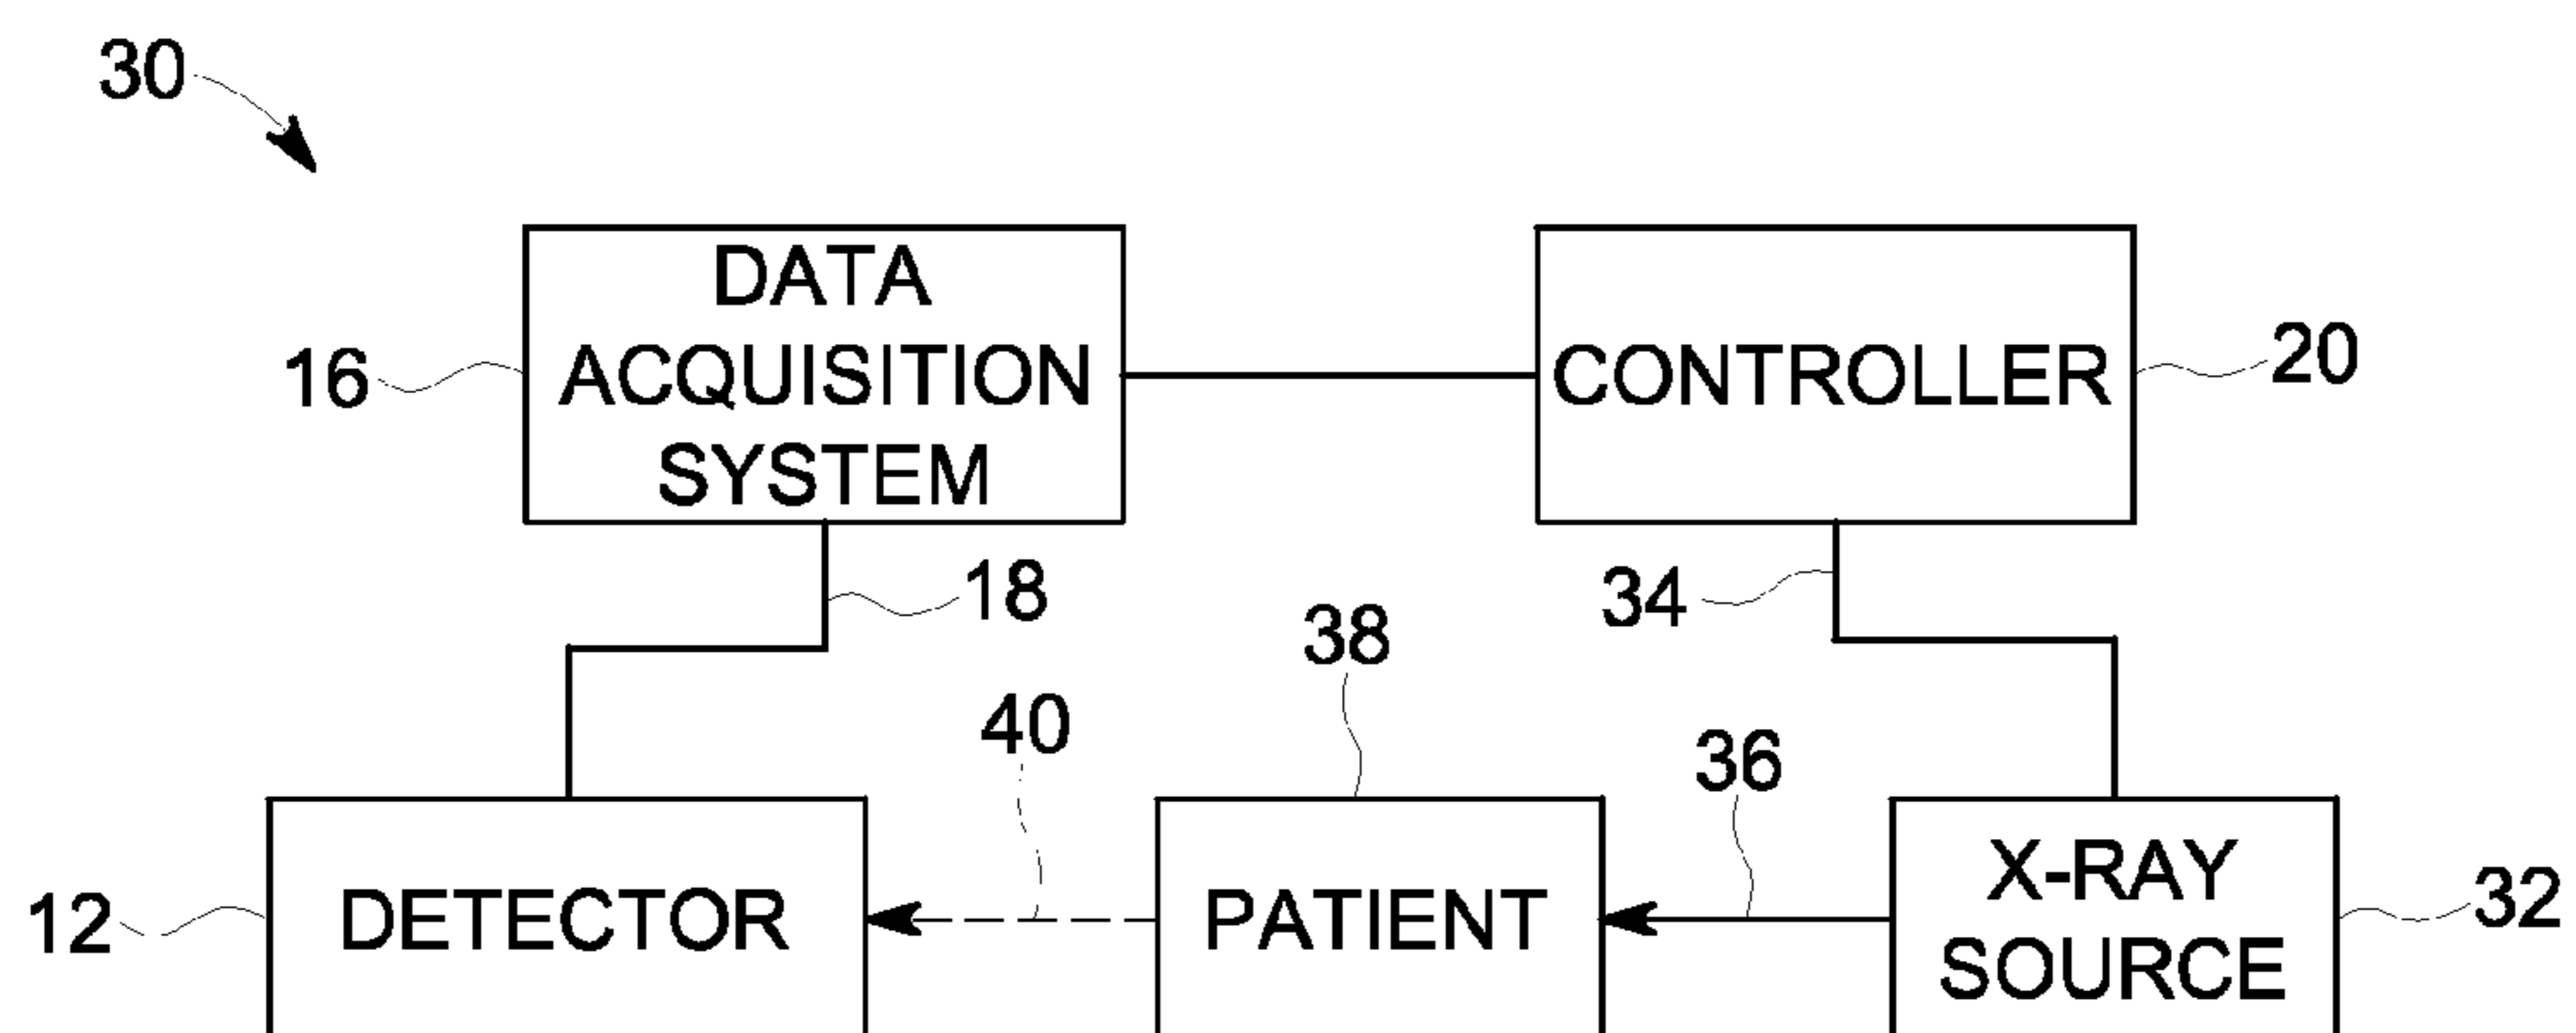 30
DATA
ACQUISITION
SYSTEM
16
CONTROLLER
20
18
34
38
40
36
12
DETECTOR
PATIENT
X-RAY
SOURCE
32